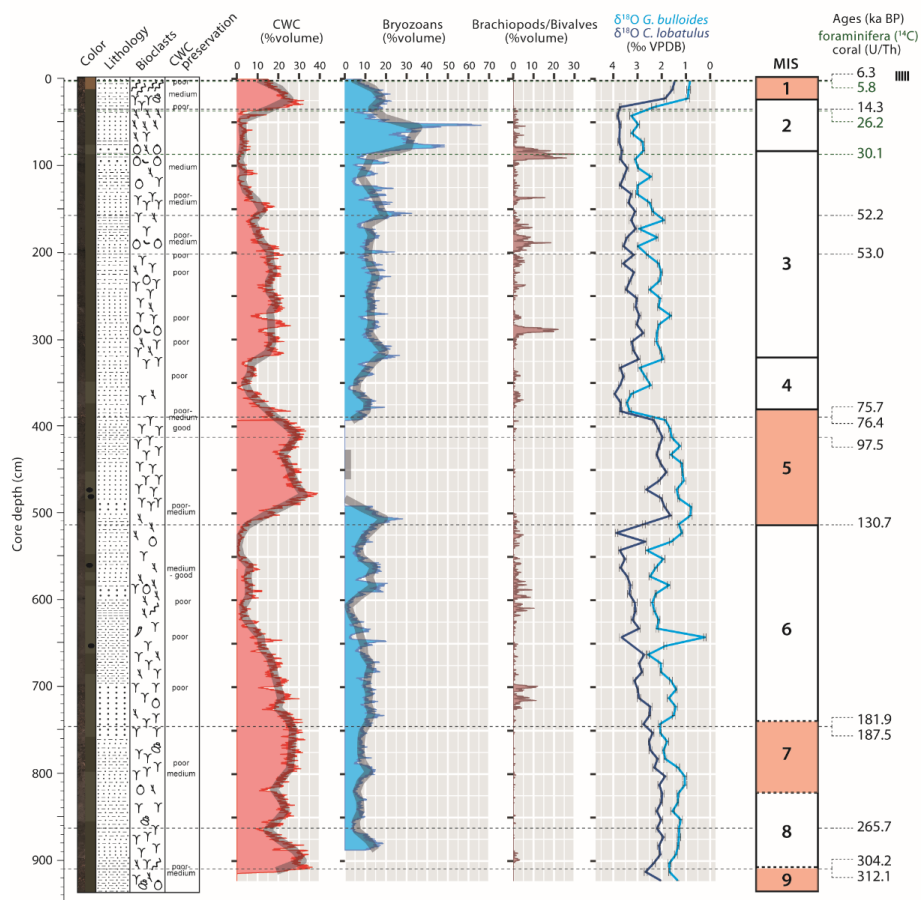 Color
Lithology
Bioclasts
CWC
preservation
CWC
(%volume)
Bryozoans
(%volume)
Brachiopods/Bivalves
(%volume)
δ¹⁸O G. bulloides
δ¹⁸O C. lobatulus
(‰ VPDB)
MIS
Ages (ka BP)
foraminifera (¹⁴C)
coral (U/Th)
0 10 20 30 40
0 10 20 30 40 50 60 70
0 10 20 30 40
4 3 2 1 0
Core depth (cm)
0
100
200
300
400
500
600
700
800
900
poor
medium
poor
medium
poor-
medium
poor-
medium
poor
poor
poor
poor
poor
poor-
medium
good
poor-
medium
medium
- good
poor
poor
poor
poor
medium
poor-
medium
1
2
3
4
5
6
7
8
9
6.3
5.8
14.3
26.2
30.1
52.2
53.0
75.7
76.4
97.5
130.7
181.9
187.5
265.7
304.2
312.1